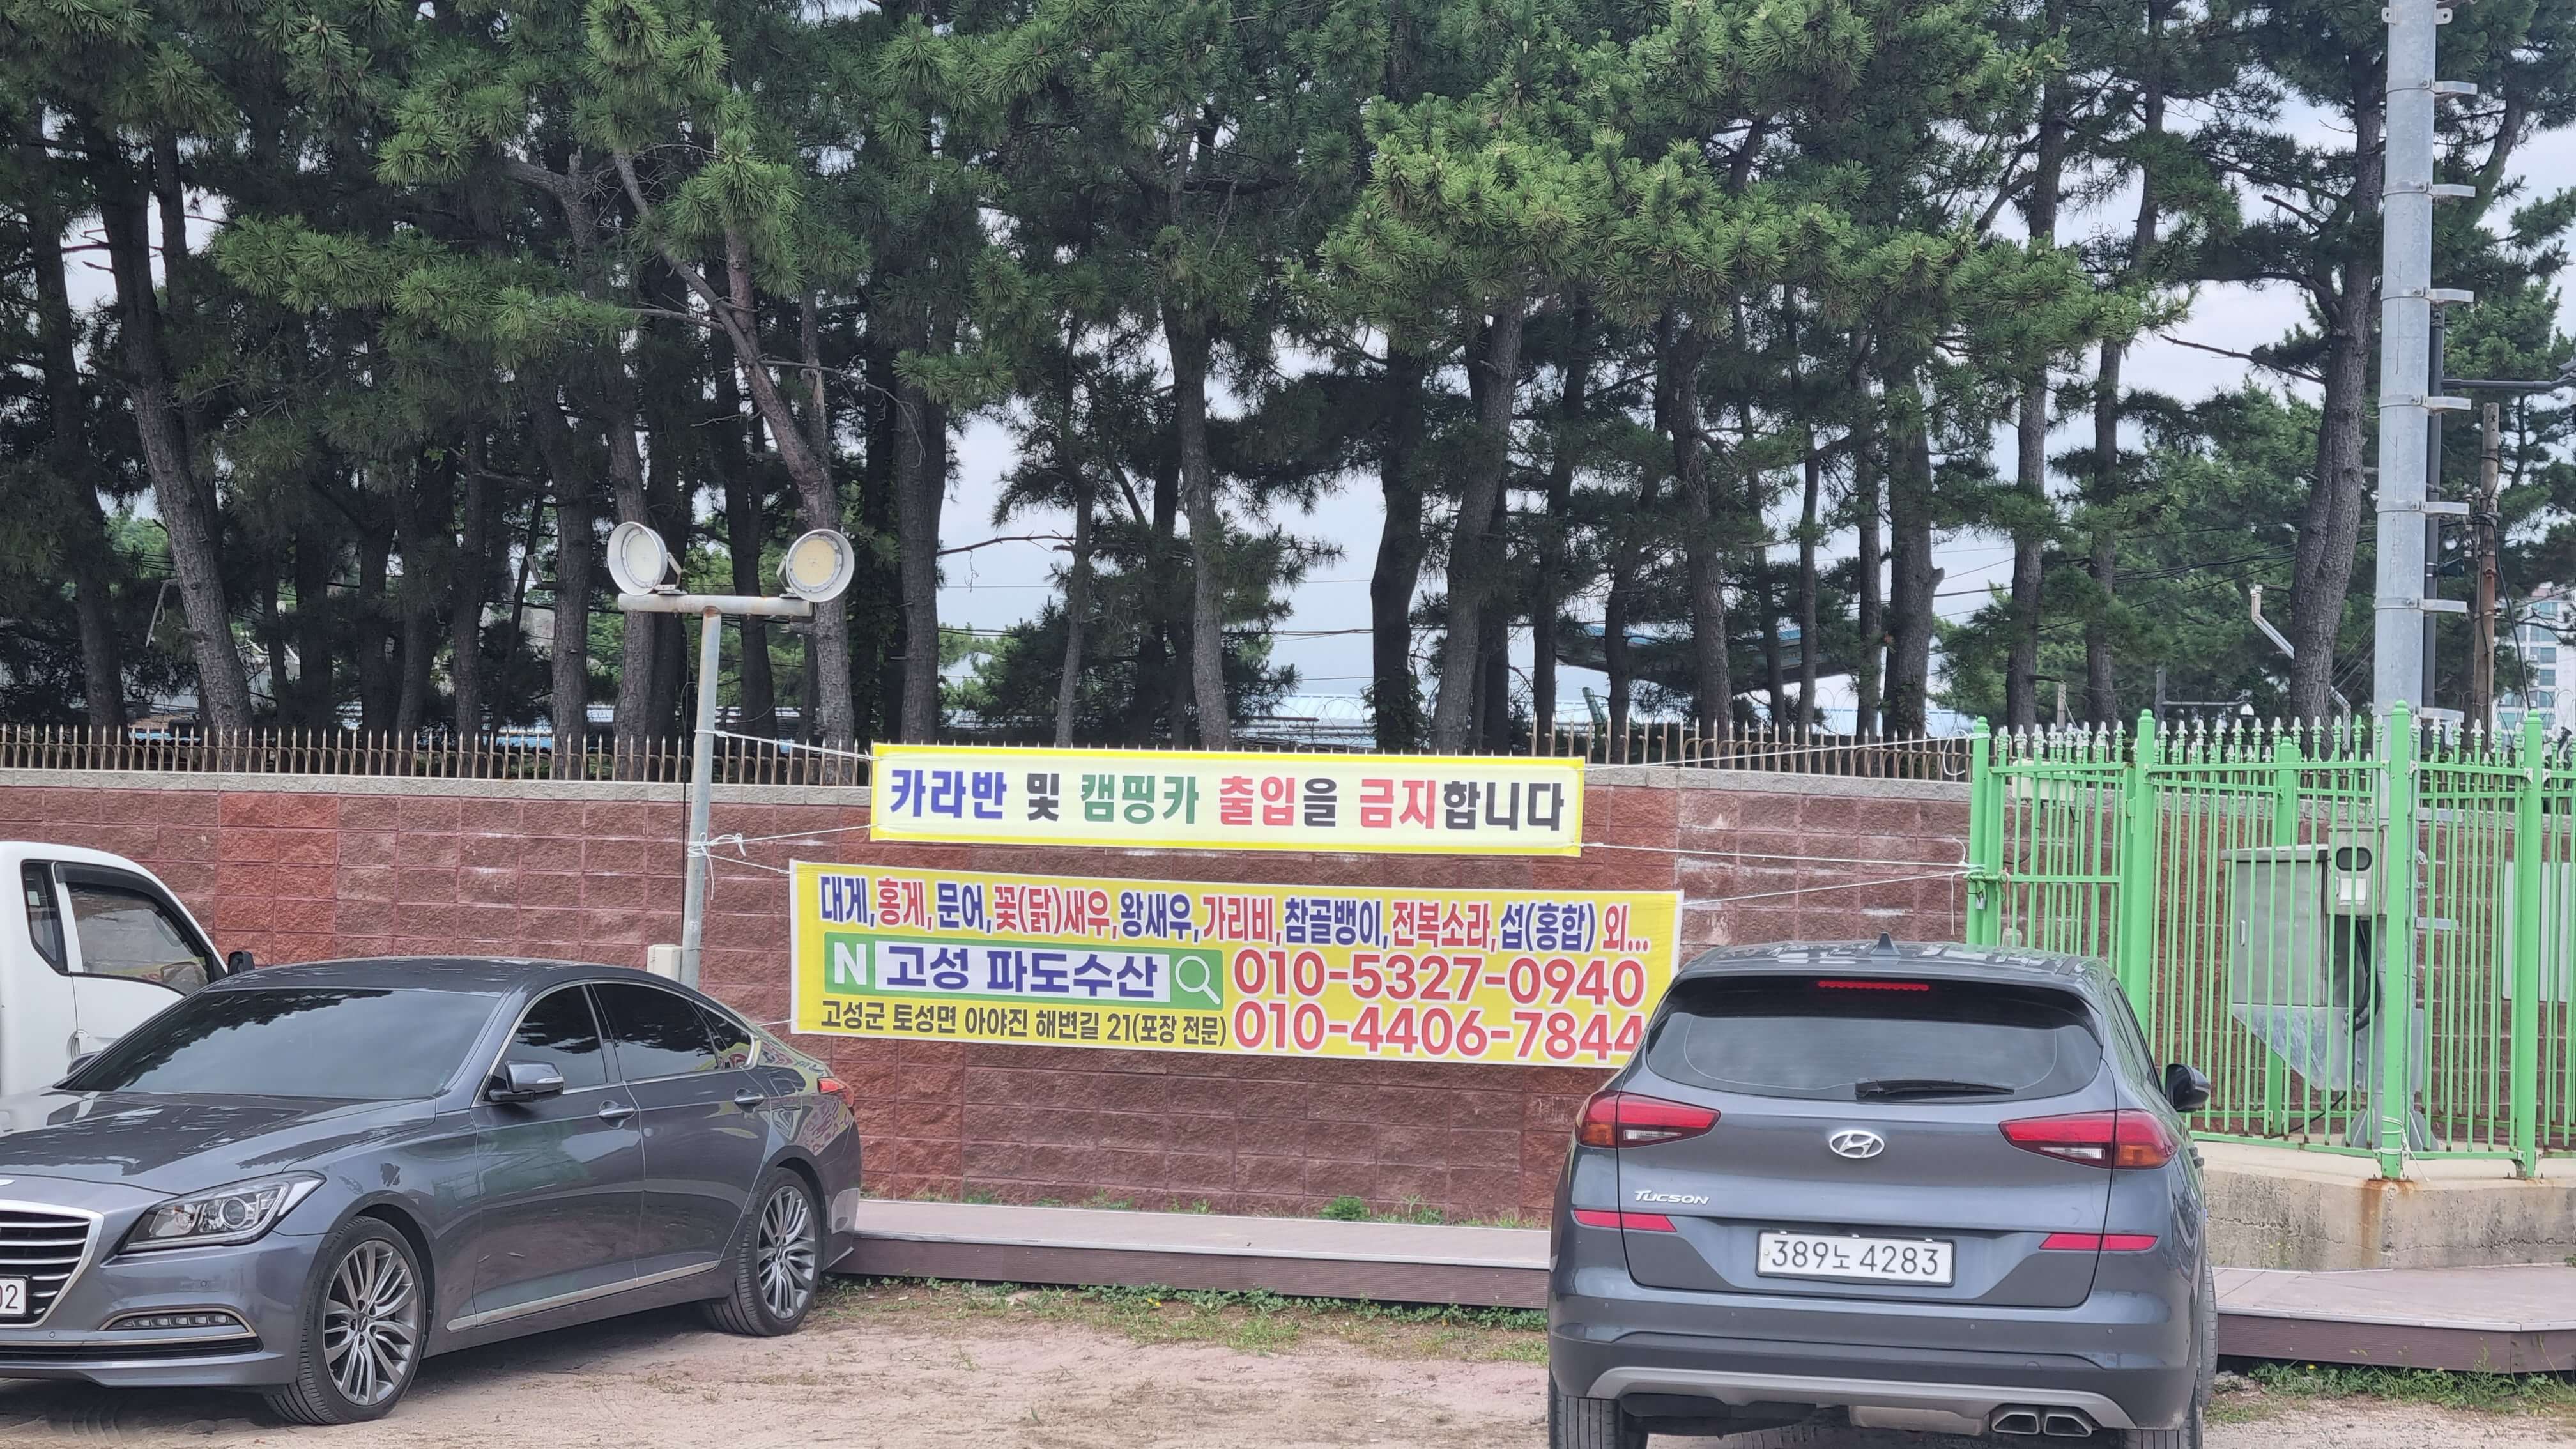 카라반 및 캠핑카 출입을 금지합니다
대게,홍게,문어,꽃(닭)새우,왕새우,가리비,참골뱅이,전복소라,섭(홍합) 외...
N 고성 파도수산 010-5327-0940
고성군 토성면 아야진 해변길 21(포장 전문) 010-4406-7844
TUCSON
389노 4283
02